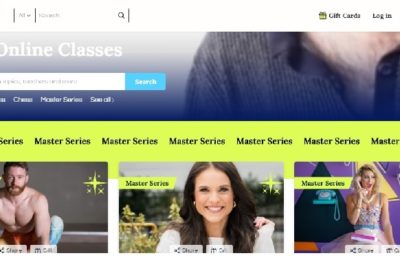 All Search Gift Cards Log in
Online Classes
topics, teachers and more Search
Chess Master Series See all
Series Master Series Master Series Master Series Master Series Master Series Master
Master Series Master Series
Share Gift Share Gift Share Gift